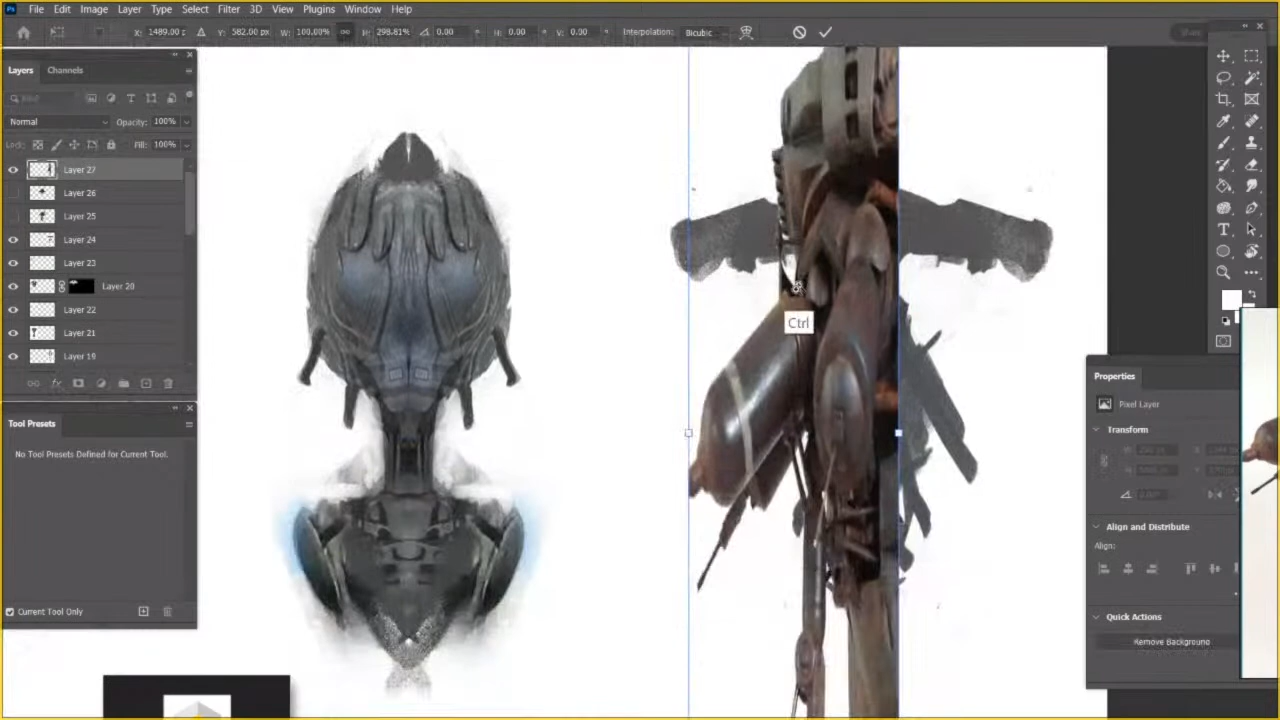 Ps File Edit Image Layer Type Select Filter 3D View Plugins Window Help
X: 1489.00 Y: 582.00 px W: 100.00% H: 298.81% 0.00 H: 0.00 V: 0.00 Interpolation: Bicubic
Layers Channels
Normal Opacity: 100%
Lock: Fill: 100%
Layer 27
Layer 26
Layer 25
Layer 24
Layer 23
Layer 20
Layer 22
Layer 21
Layer 19
Tool Presets
No Tool Presets Defined for Current Tool.
Current Tool Only
Ctrl
Properties
Pixel Layer
Transform
Align and Distribute
Align:
Quick Actions
Remove Background